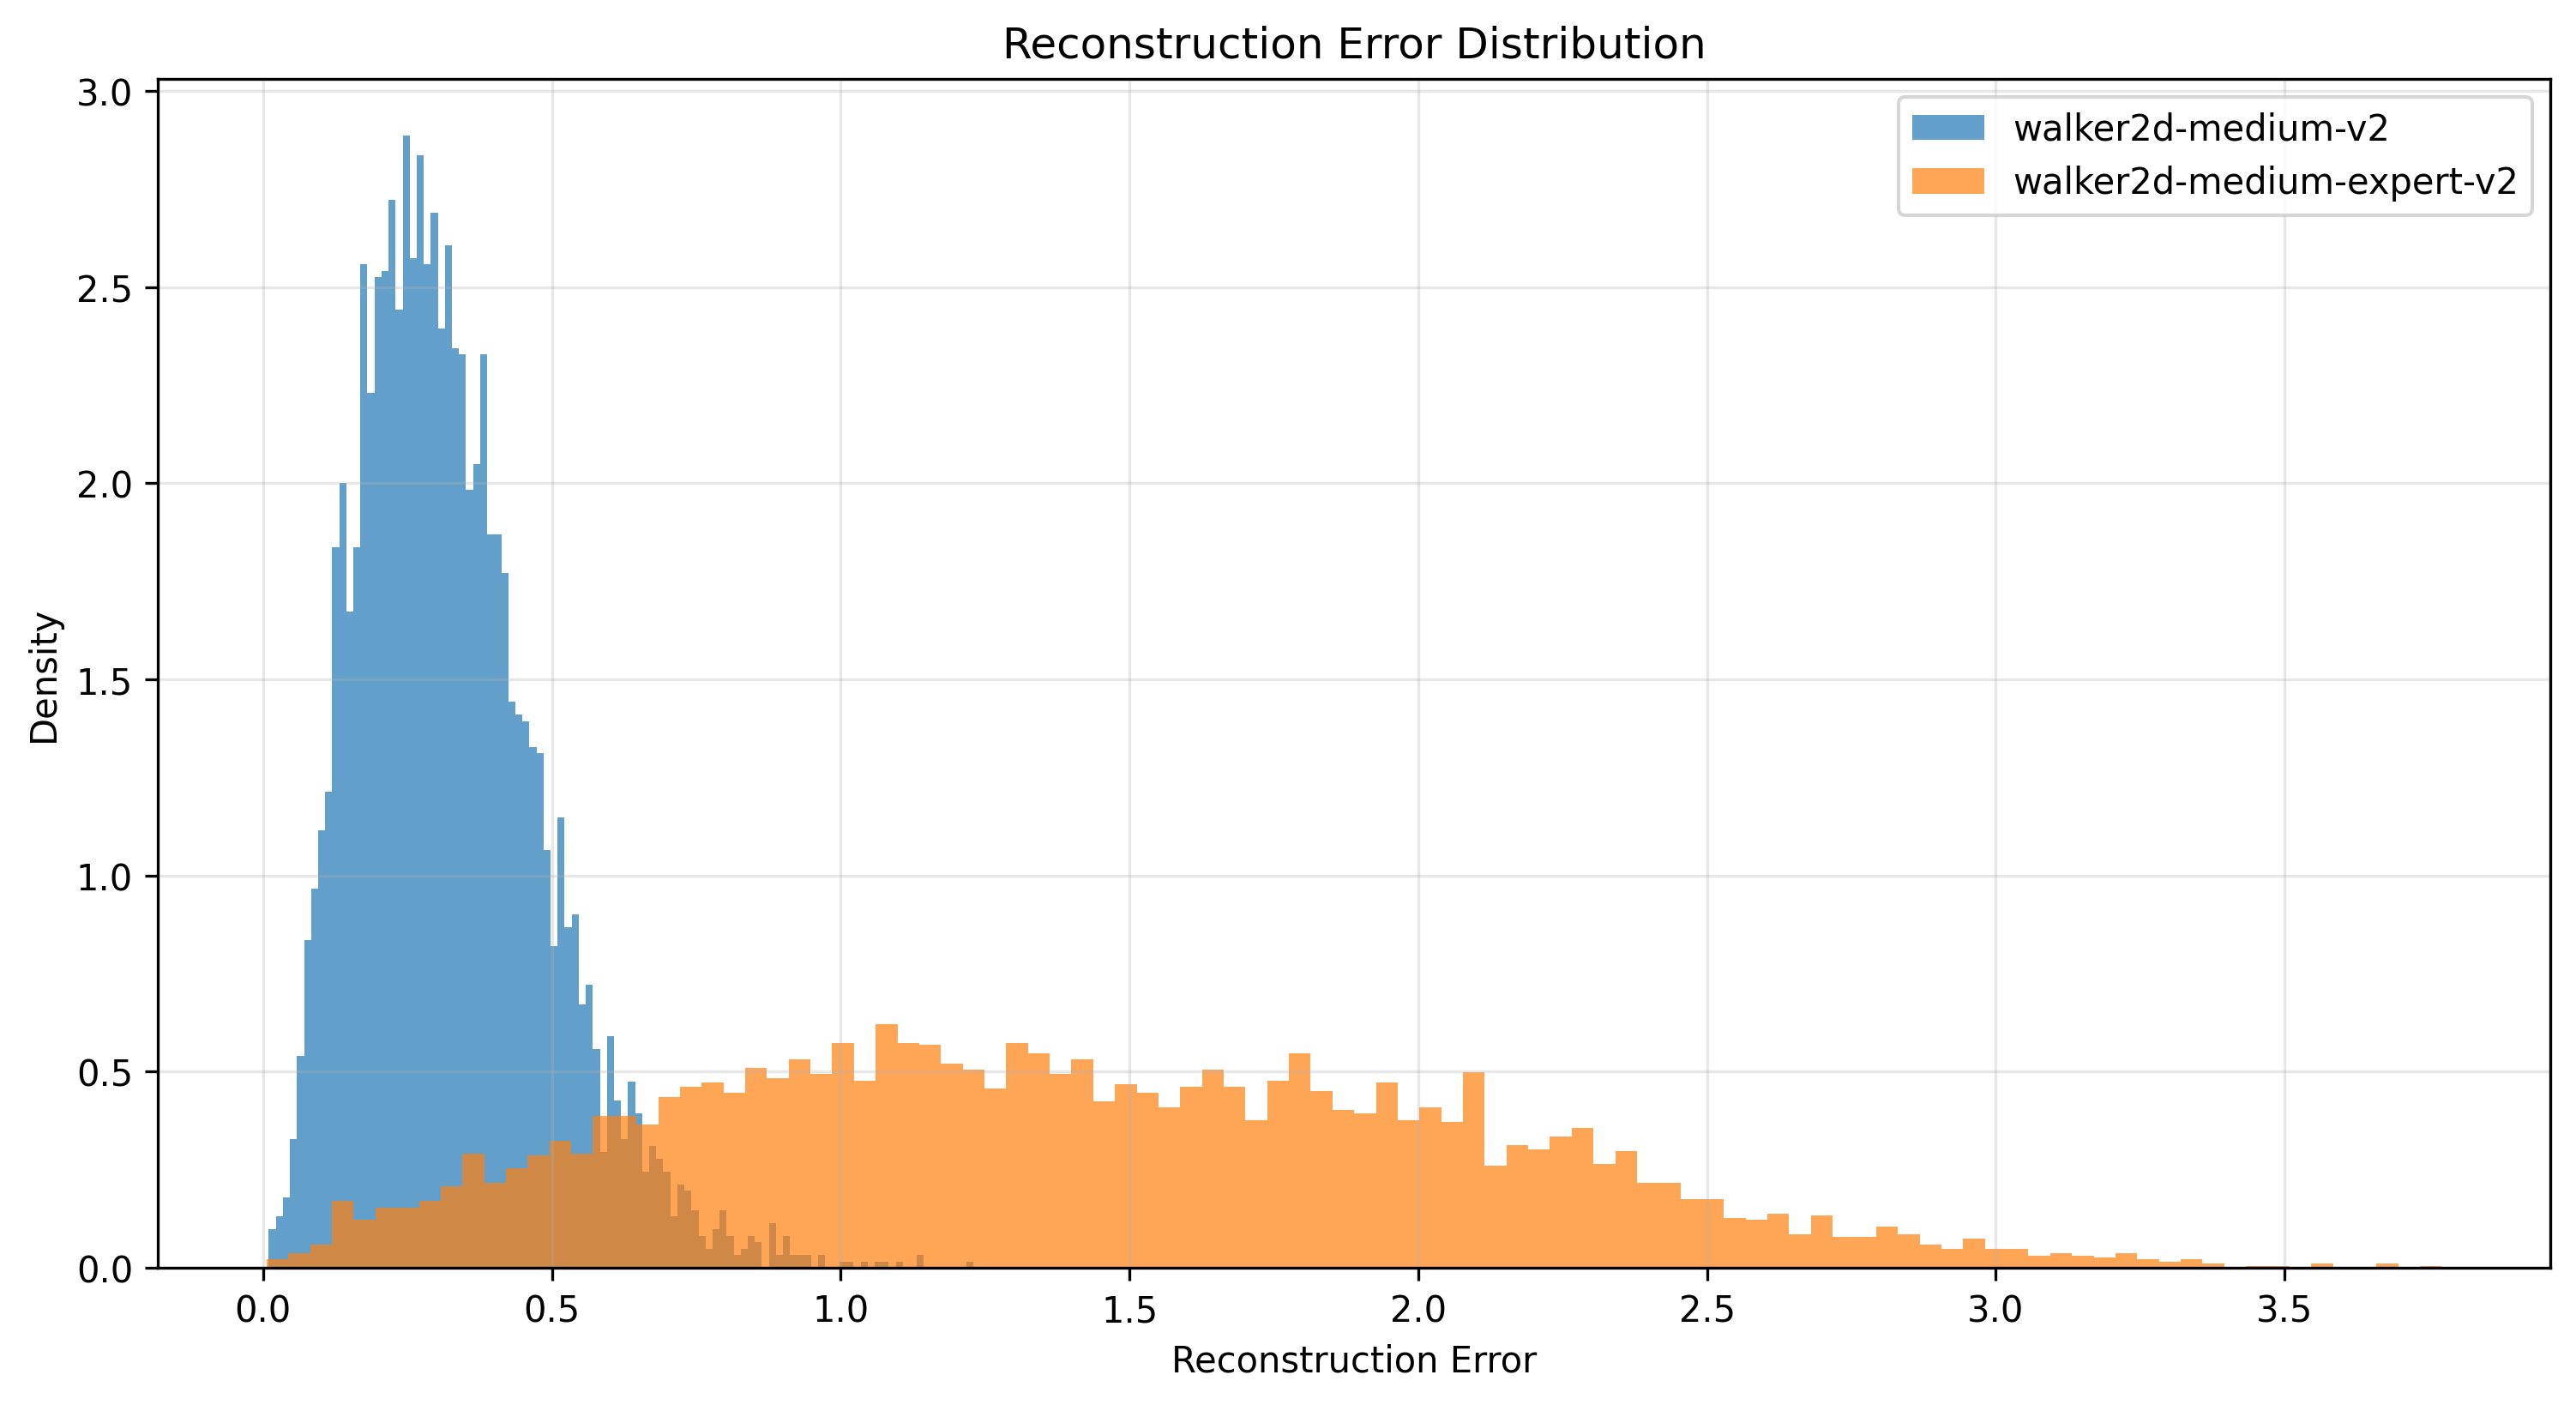 Reconstruction Error Distribution
walker2d-medium-v2
walker2d-medium-expert-v2
Density
3.0
2.5
2.0
1.5
1.0
0.5
0.0
0.0 0.5 1.0 1.5 2.0 2.5 3.0 3.5
Reconstruction Error